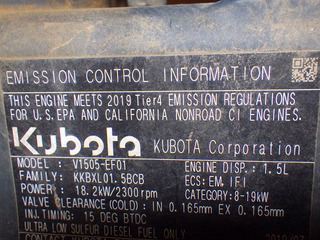 EMISSION CONTROL INFORMATION
THIS ENGINE MEETS 2019 Tier4 EMISSION REGULATIONS
FOR U.S.EPA AND CALIFORNIA NONROAD CI ENGINES.
Kubota KUBOTA Corporation
MODEL : V1505-EF01 ENGINE DISP.: 1.5L
FAMILY: KKBXL01.5BCB ECS:EM IFI
POWER : 18.2kW/2300rpm CATEGORY:8-19kW
VALVE CLEARANCE(COLD): IN 0.165mm EX 0.165mm
INJ.TIMING: 15 DEG BTDC
ULTRA LOW SULFUR DIESEL FUEL ONLY